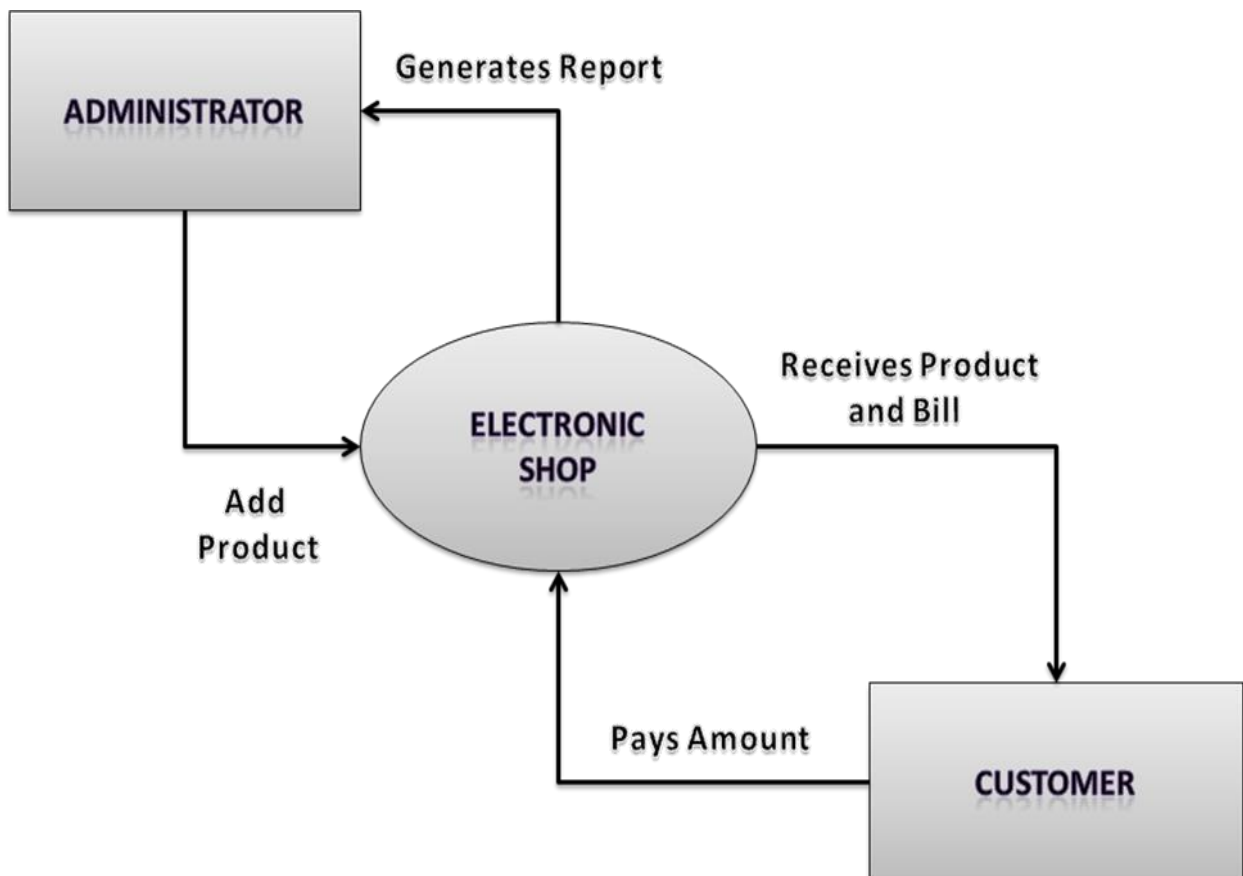 Generates Report
ADMINISTRATOR
Receives Product
and Bill
ELECTRONIC
SHOP
Add
Product
Pays Amount
CUSTOMER